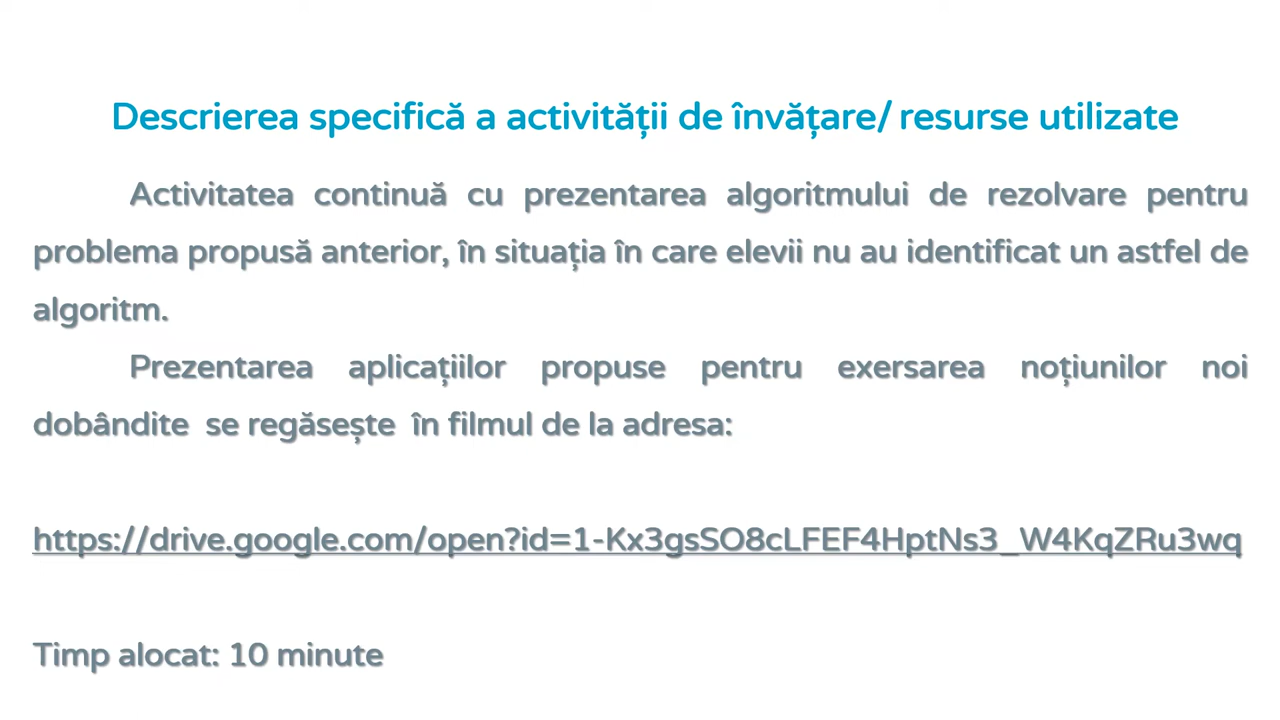 Descrierea specifică a activității de învățare/ resurse utilizate
Activitatea continuă cu prezentarea algoritmului de rezolvare pentru
problema propusă anterior, în situația în care elevii nu au identificat un astfel de
algoritm.
Prezentarea aplicațiilor propuse pentru exersarea noțiunilor noi
dobândite se regăsește în filmul de la adresa:
https://drive.google.com/open?id=1-Kx3gsSO8cLFEF4HptNs3_W4KqZRu3wq
Timp alocat: 10 minute